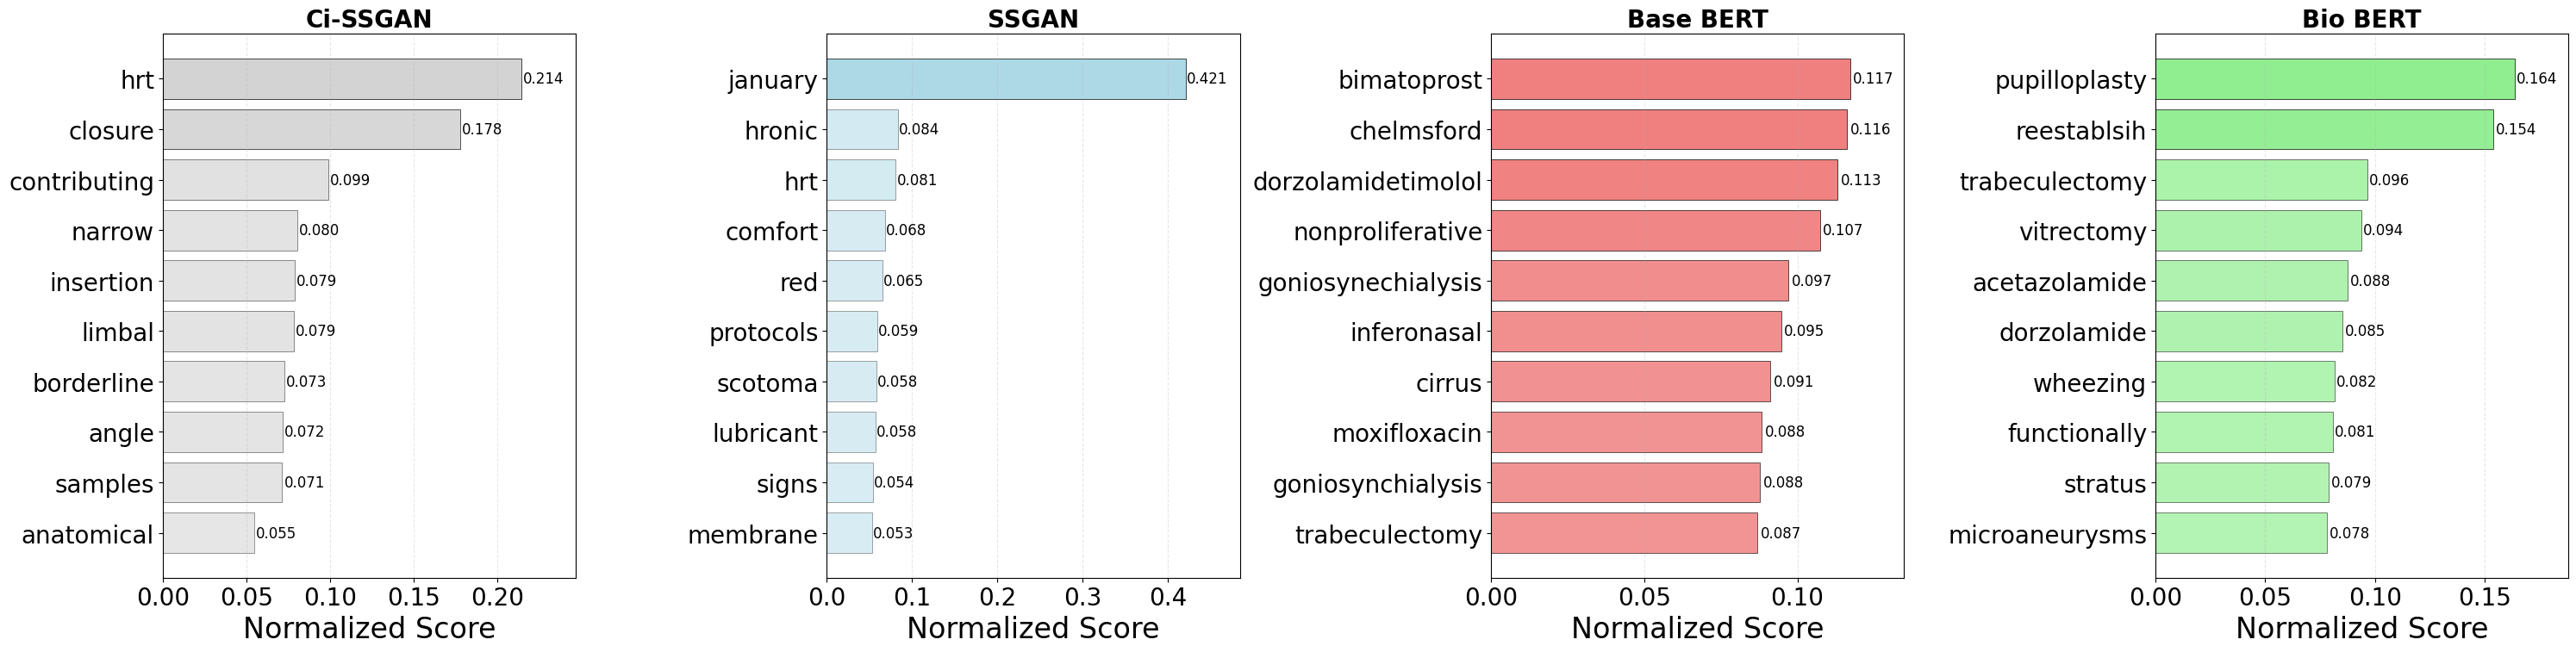 Ci-SSGAN
hrt 0.214
closure 0.178
contributing 0.099
narrow 0.080
insertion 0.079
limbal 0.079
borderline 0.073
angle 0.072
samples 0.071
anatomical 0.055
0.00 0.05 0.10 0.15 0.20
Normalized Score
SSGAN
january 0.421
hronic 0.084
hrt 0.081
comfort 0.068
red 0.065
protocols 0.059
scotoma 0.058
lubricant 0.058
signs 0.054
membrane 0.053
0.0 0.1 0.2 0.3 0.4
Normalized Score
Base BERT
bimatoprost 0.117
chelmsford 0.116
dorzolamidetimolol 0.113
nonproliferative 0.107
goniosynechialysis 0.097
inferonasal 0.095
cirrus 0.091
moxifloxacin 0.088
goniosynchialysis 0.088
trabeculectomy 0.087
0.00 0.05 0.10
Normalized Score
Bio BERT
pupilloplasty 0.164
reestablsih 0.154
trabeculectomy 0.096
vitrectomy 0.094
acetazolamide 0.088
dorzolamide 0.085
wheezing 0.082
functionally 0.081
stratus 0.079
microaneurysms 0.078
0.00 0.05 0.10 0.15
Normalized Score